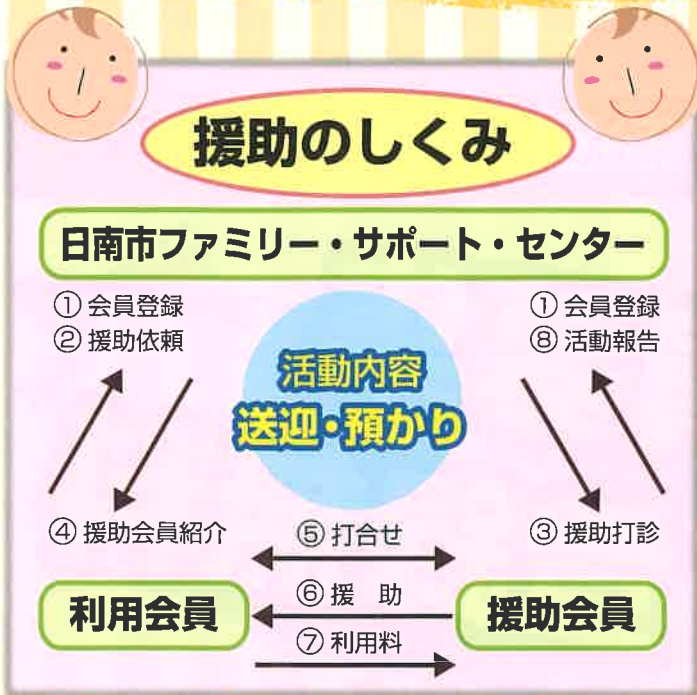 援助のしくみ
日南市ファミリー・サポート・センター
① 会員登録
② 援助依頼
① 会員登録
⑧ 活動報告
活動内容
送迎・預かり
④ 援助会員紹介
⑤ 打合せ
③ 援助打診
利用会員
⑥ 援　助
⑦ 利用料
援助会員